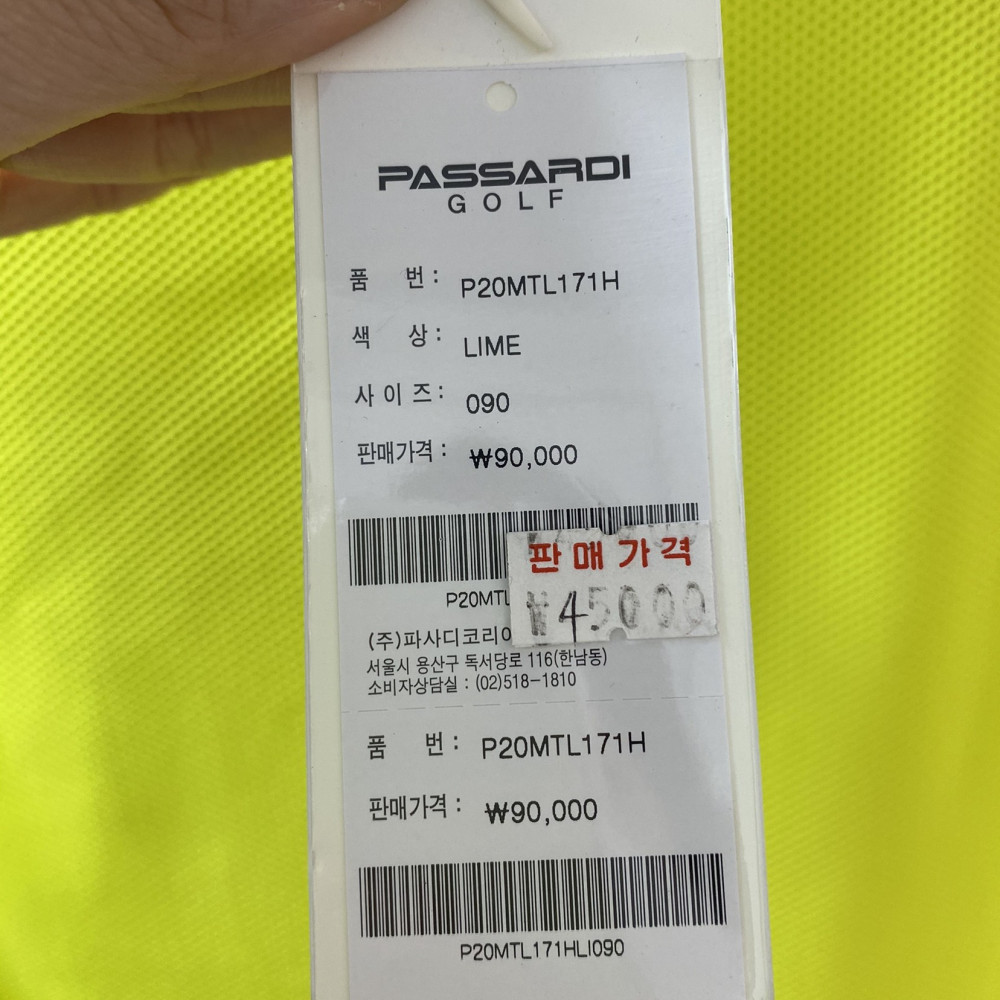 PASSARDI
GOLF
품 번 : P20MTL171H
색 상 : LIME
사 이 즈 : 090
판매가격 : ₩90,000
판매가격
₩45000
P20MTL
(주)파사디코리아
서울시 용산구 독서당로 116(한남동)
소비자상담실 : (02)518-1810
품 번 : P20MTL171H
판매가격 : ₩90,000
P20MTL171HLI090